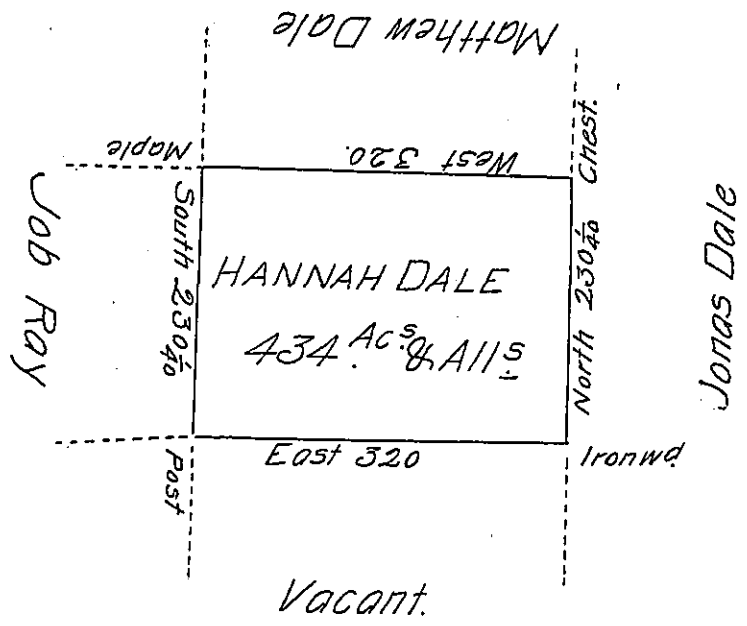 Matthew Dale
Maple
West 320.
Chest.
Job Ray
South 230 1/40
HANNAH DALE
434 Acs. & Alls
North 230 1/40
Jonas Dale
Post
East 320
Ironwd.
Vacant.